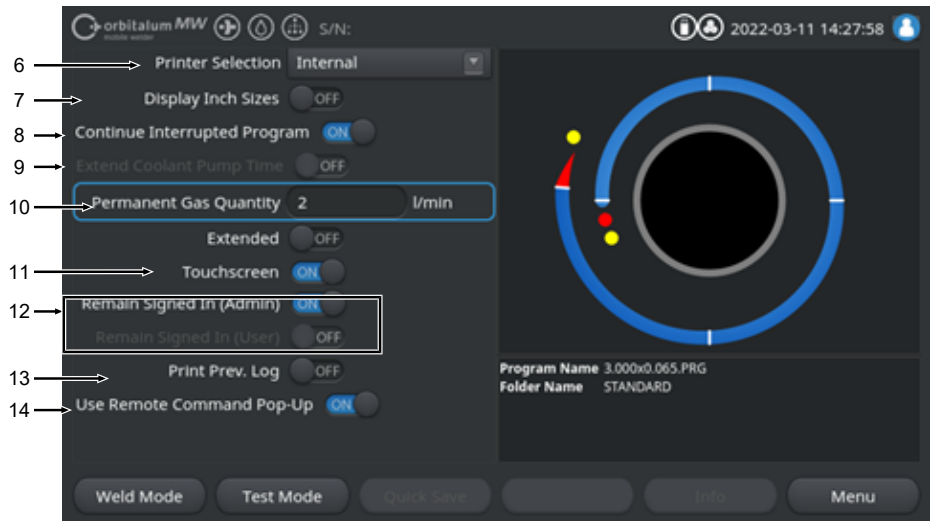 orbitalum MW S/N: 2022-03-11 14:27:58
mobile welder
6 Printer Selection Internal
7 Display Inch Sizes OFF
8 Continue Interrupted Program ON
9 Extend Coolant Pump Time OFF
10 Permanent Gas Quantity 2 l/min
Extended OFF
11 Touchscreen ON
12 Remain Signed In (Admin) ON
Remain Signed In (User) OFF
13 Print Prev. Log OFF
14 Use Remote Command Pop-Up ON
Program Name 3.000x0.065.PRG
Folder Name STANDARD
Weld Mode Test Mode Quick Save Info Menu